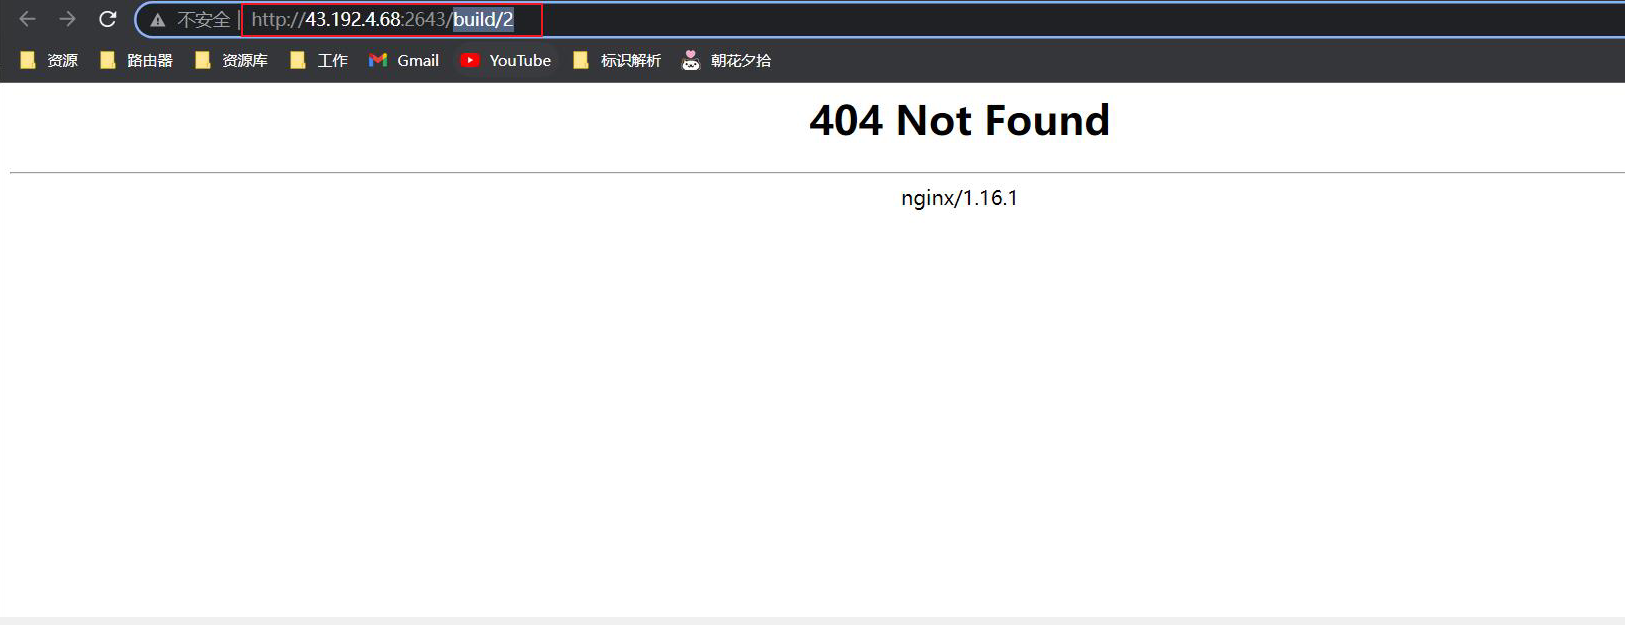 不安全 | http://43.192.4.68:2643/build/2
资源 路由器 资源库 工作 Gmail YouTube 标识解析 朝花夕拾
404 Not Found
nginx/1.16.1